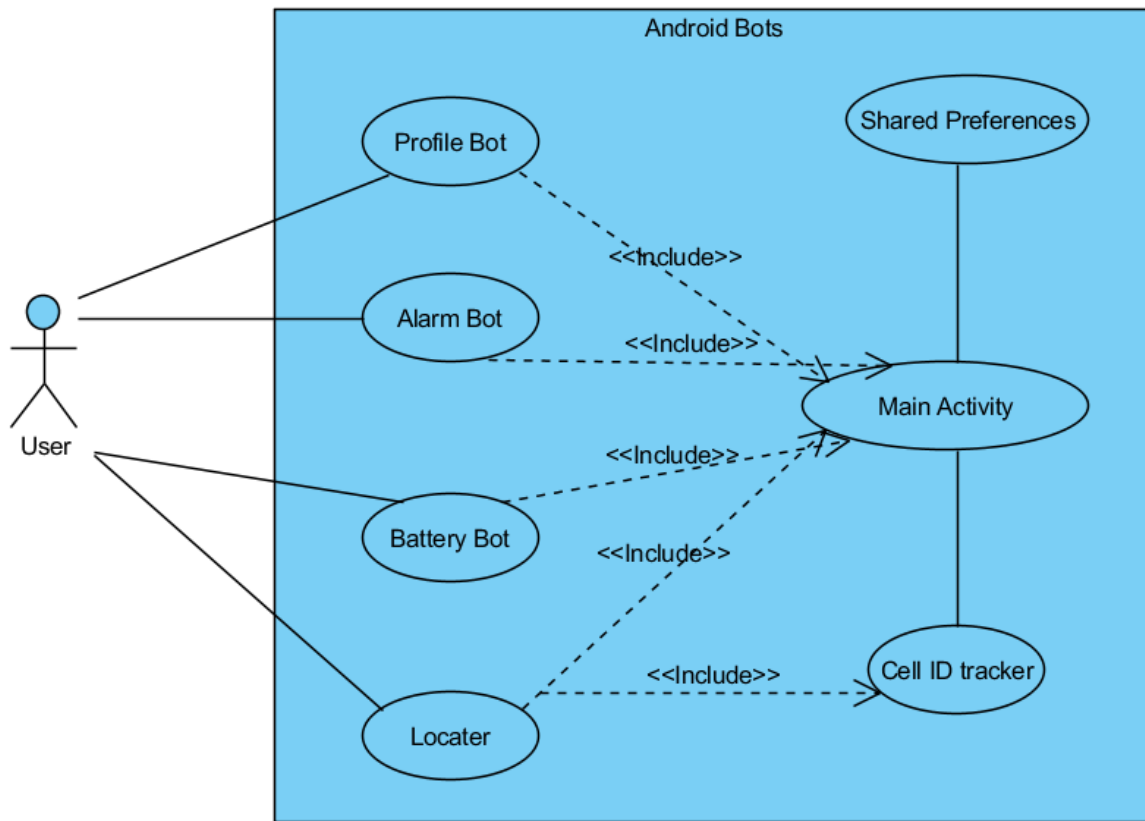 Android Bots
Shared Preferences
Profile Bot
<<Include>>
Alarm Bot
<<Include>>
Main Activity
User
<<Include>>
Battery Bot
<<Include>>
Cell ID tracker
<<Include>>
Locater